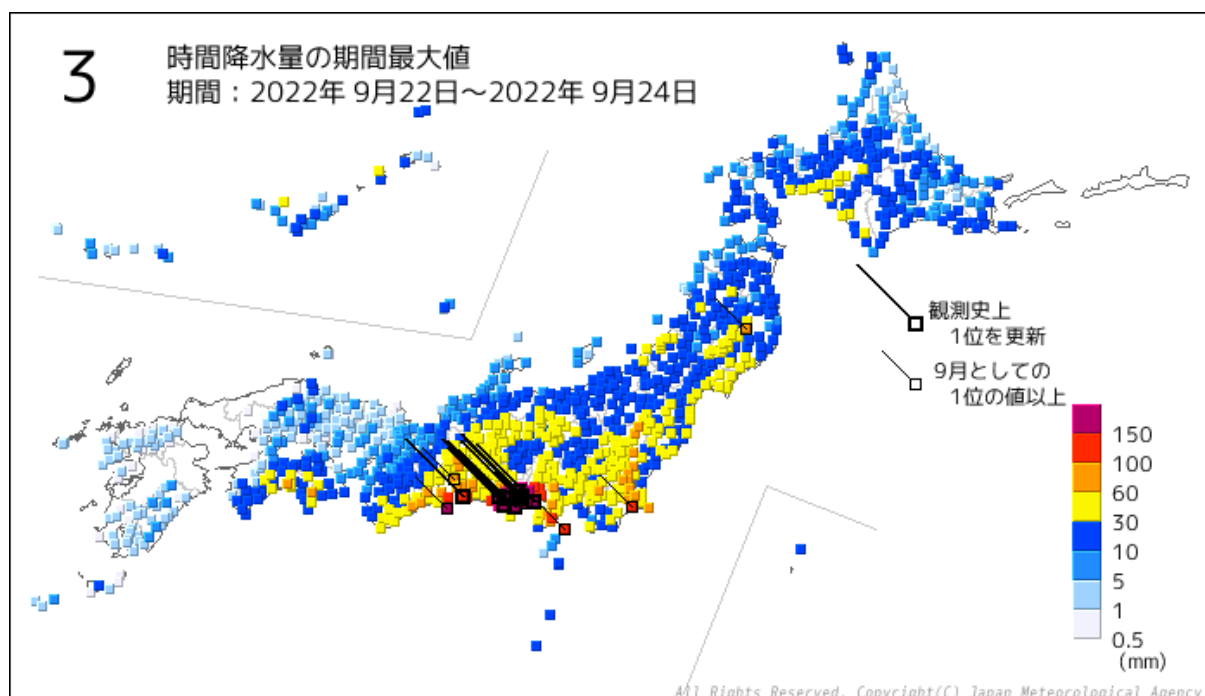 3
時間降水量の期間最大値
期間：2022年 9月22日～2022年 9月24日
観測史上
1位を更新
9月としての
1位の値以上
150
100
60
30
10
5
1
0.5
(mm)
All Rights Reserved. Copyright(C) Japan Meteorological Agency